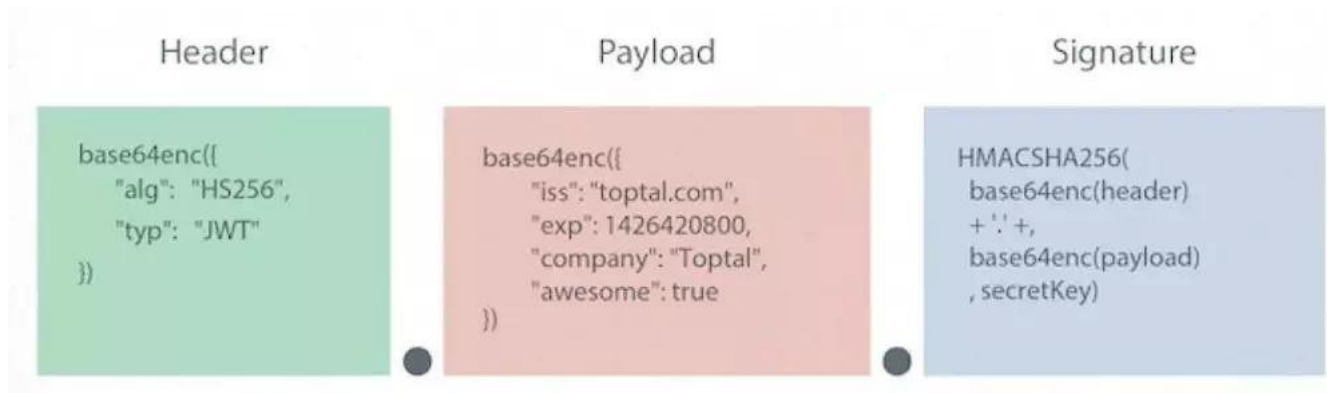 Header
Payload
Signature
base64enc({
"alg": "HS256",
"typ": "JWT"
})
base64enc({
"iss": "toptal.com",
"exp": 1426420800,
"company": "Toptal",
"awesome": true
})
HMACSHA256(
base64enc(header)
+ '.' +,
base64enc(payload)
, secretKey)